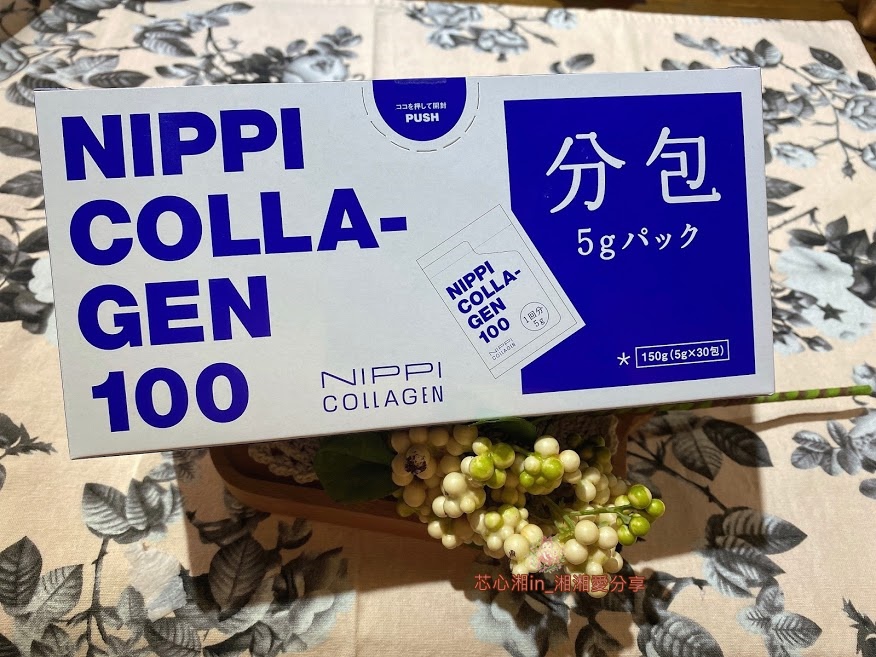 ココを押して開封
PUSH
NIPPI
COLLA-
GEN
100
NIPPI
COLLAGEN
分包
5gパック
NIPPI
COLLA-
GEN
100
1回分
5g
NIPPI
COLLAGEN
* 150g(5g×30包)
芯心湘in_湘湘愛分享